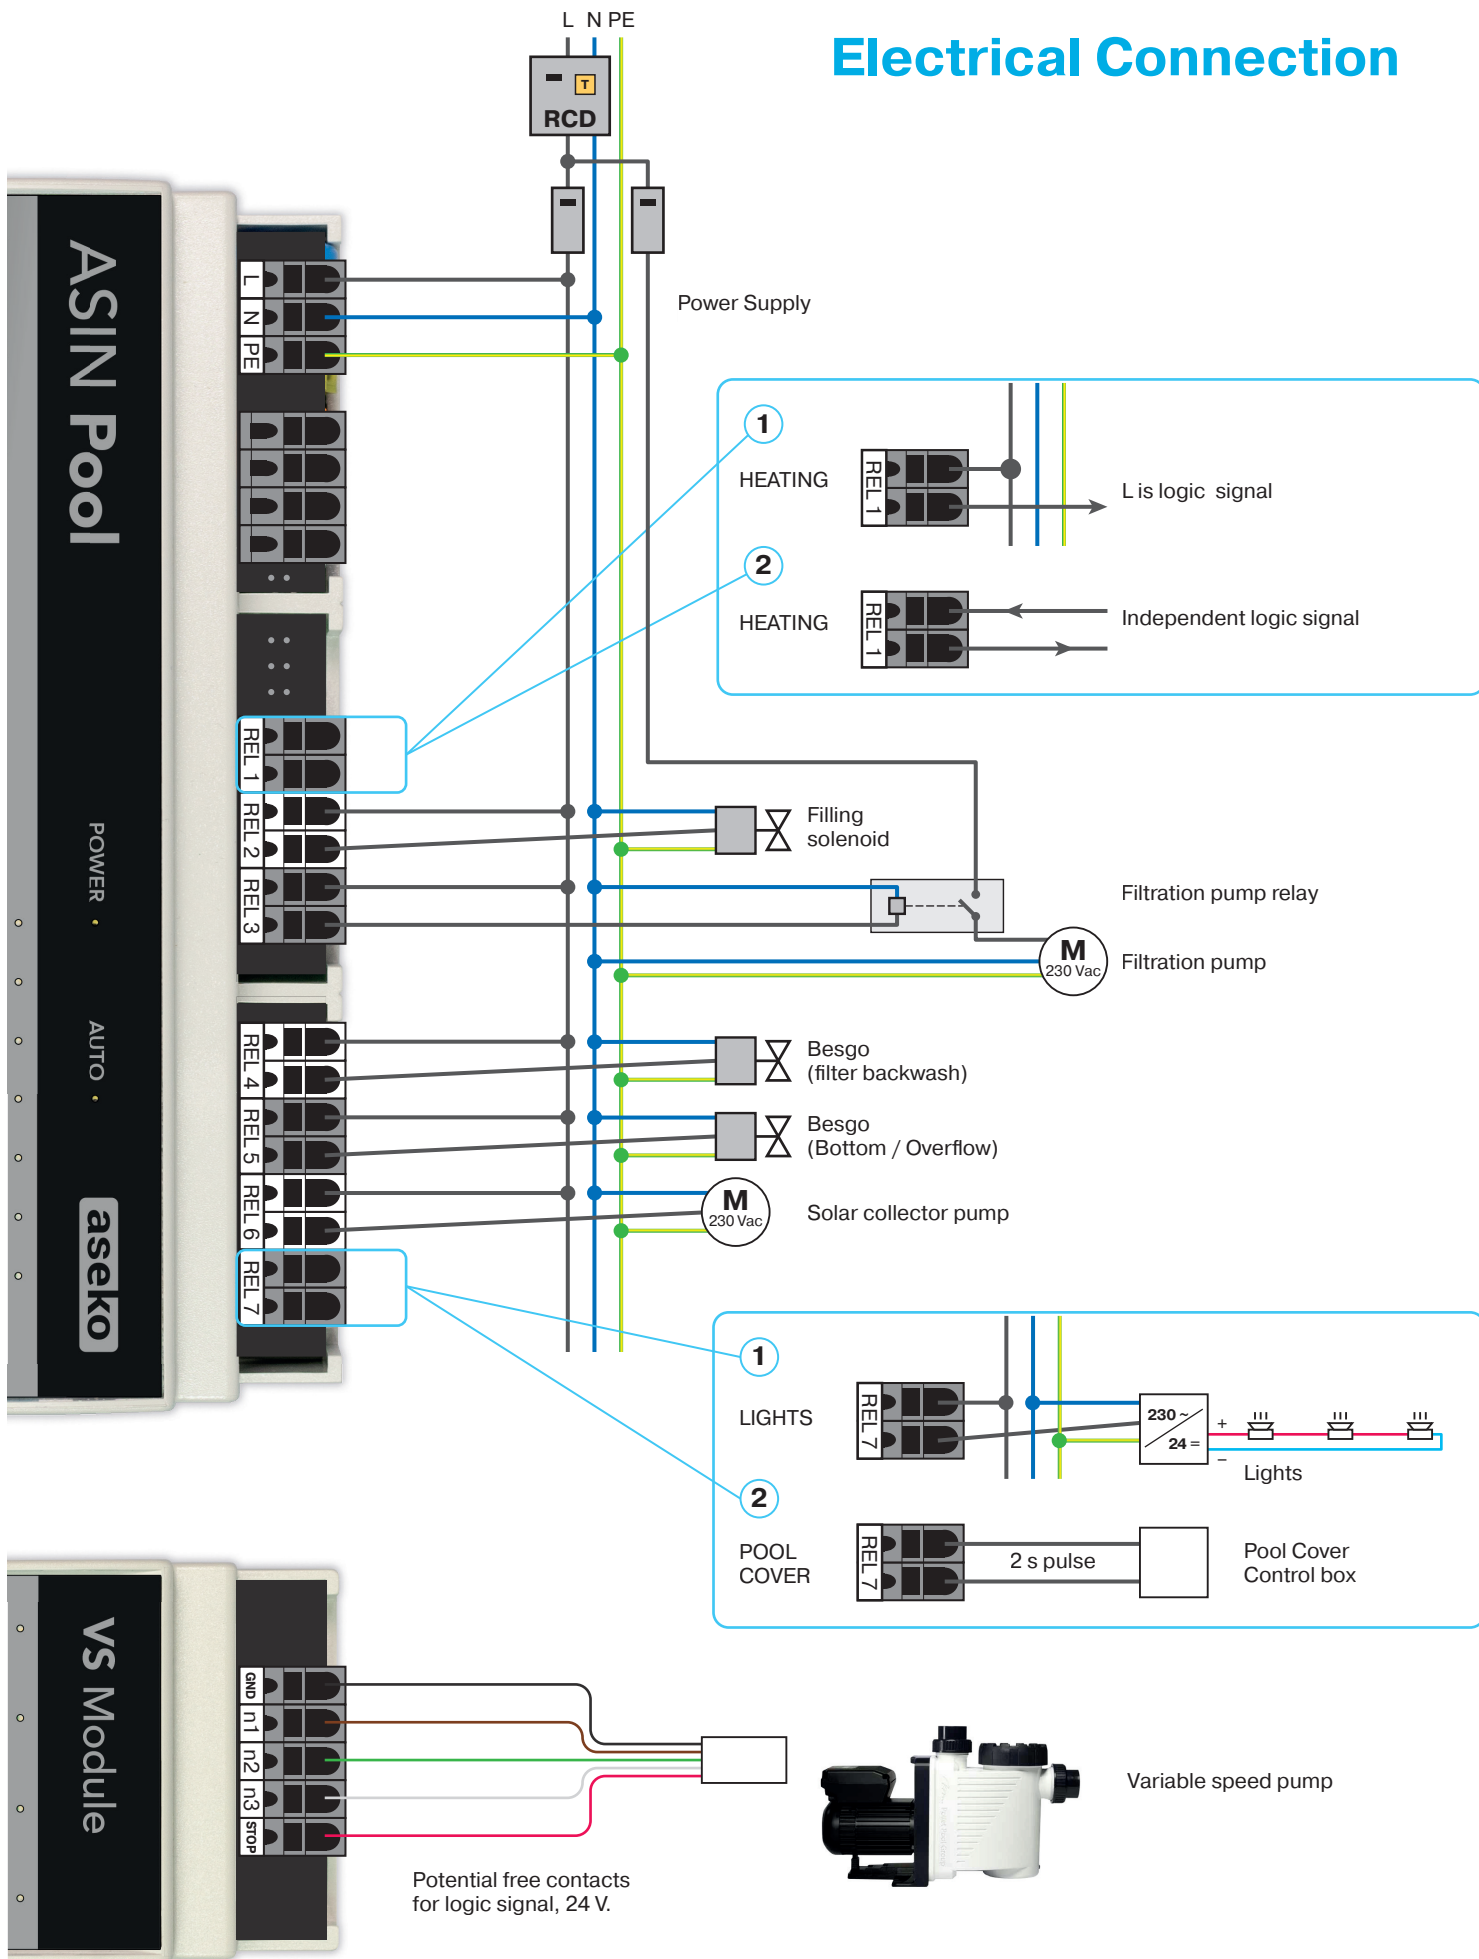 L N PE
Electrical Connection
T
RCD
ASIN Pool
L
N
PE
Power Supply
1
HEATING
REL 1
L is logic signal
2
HEATING
REL 1
Independent logic signal
REL 1
REL 2
REL 3
POWER
Filling
solenoid
Filtration pump relay
M
230 Vac
Filtration pump
AUTO
REL 4
REL 5
REL 6
REL 7
Besgo
(filter backwash)
Besgo
(Bottom / Overflow)
M
230 Vac
Solar collector pump
aseko
1
LIGHTS
REL 7
230 ~
24 =
+
–
Lights
2
POOL
COVER
REL 7
2 s pulse
Pool Cover
Control box
VS Module
GND
n1
n2
n3
STOP
Variable speed pump
Potential free contacts
for logic signal, 24 V.